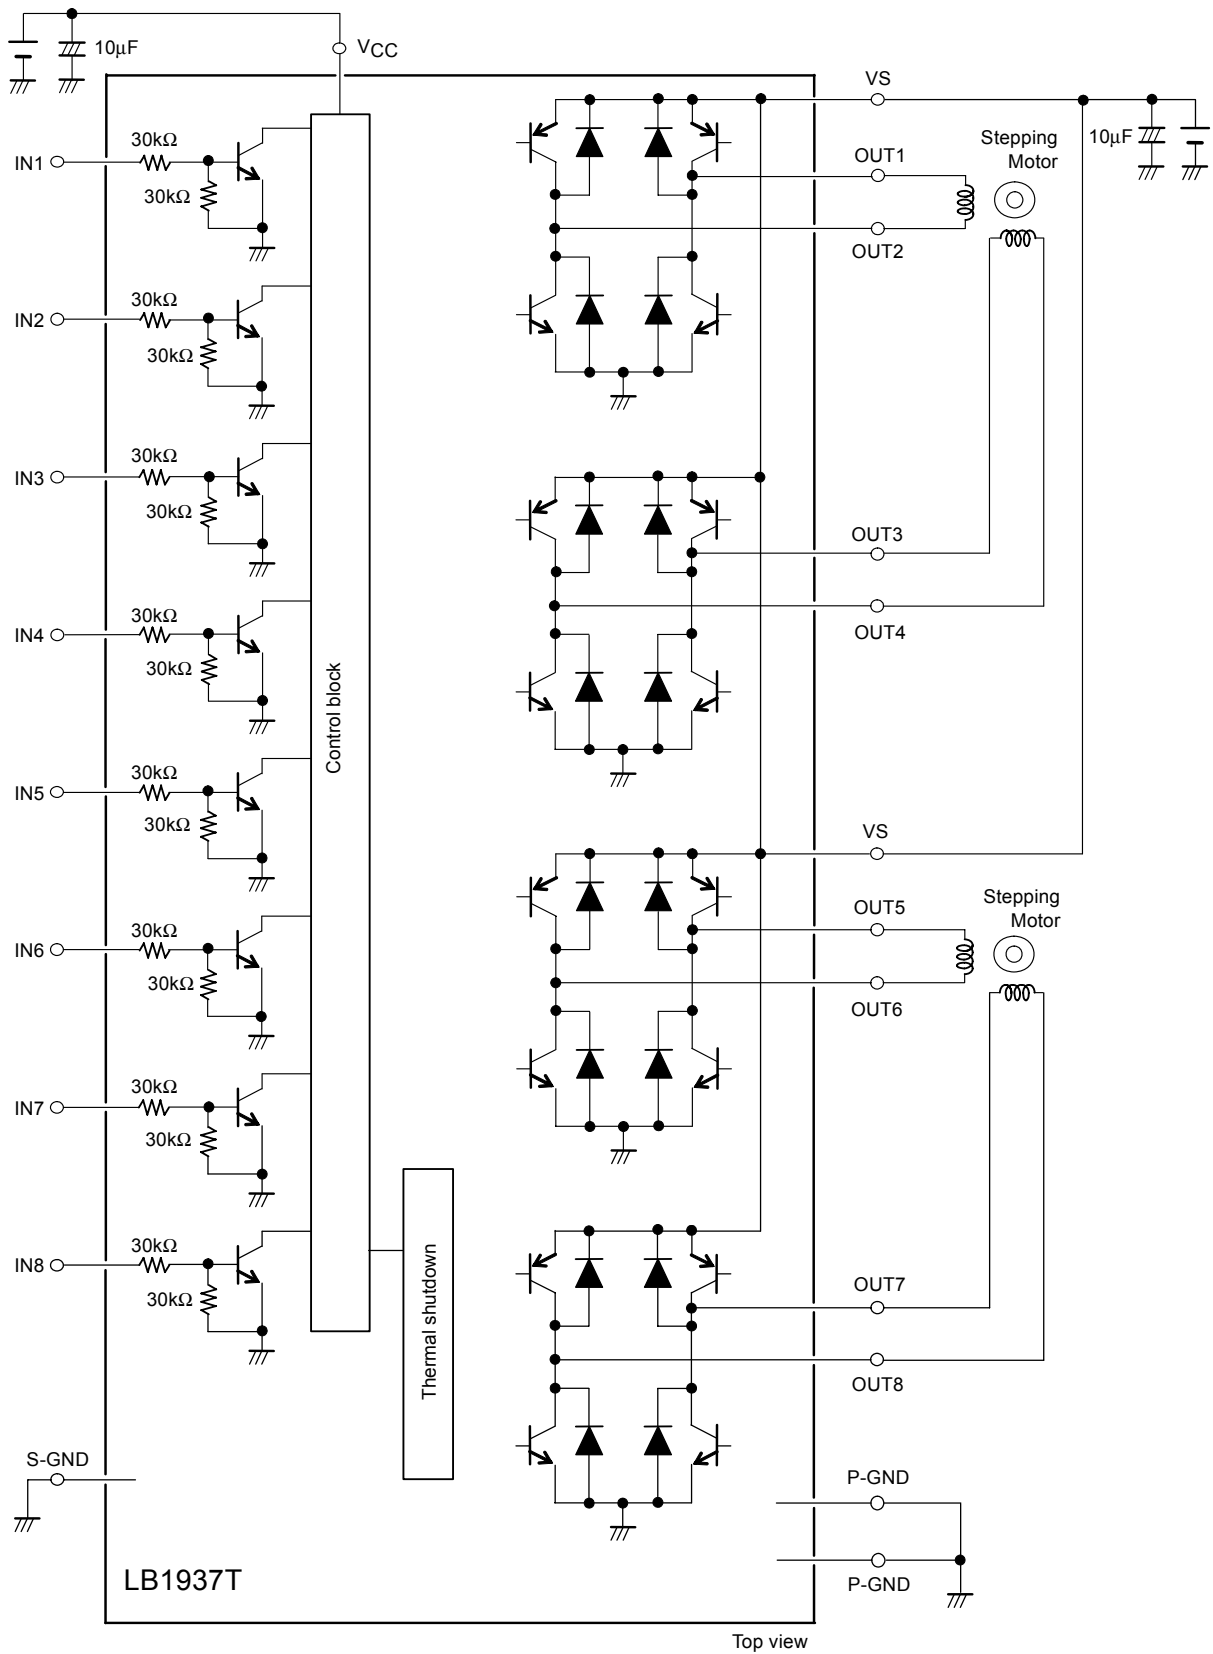 10μF
VCC
VS
30kΩ
IN1
30kΩ
OUT1
OUT2
Stepping
Motor
10μF
30kΩ
IN2
30kΩ
30kΩ
IN3
30kΩ
OUT3
30kΩ
IN4
30kΩ
OUT4
Control block
30kΩ
IN5
30kΩ
VS
30kΩ
IN6
30kΩ
OUT5
OUT6
Stepping
Motor
30kΩ
IN7
30kΩ
30kΩ
IN8
30kΩ
Thermal shutdown
OUT7
OUT8
S-GND
P-GND
P-GND
LB1937T
Top view